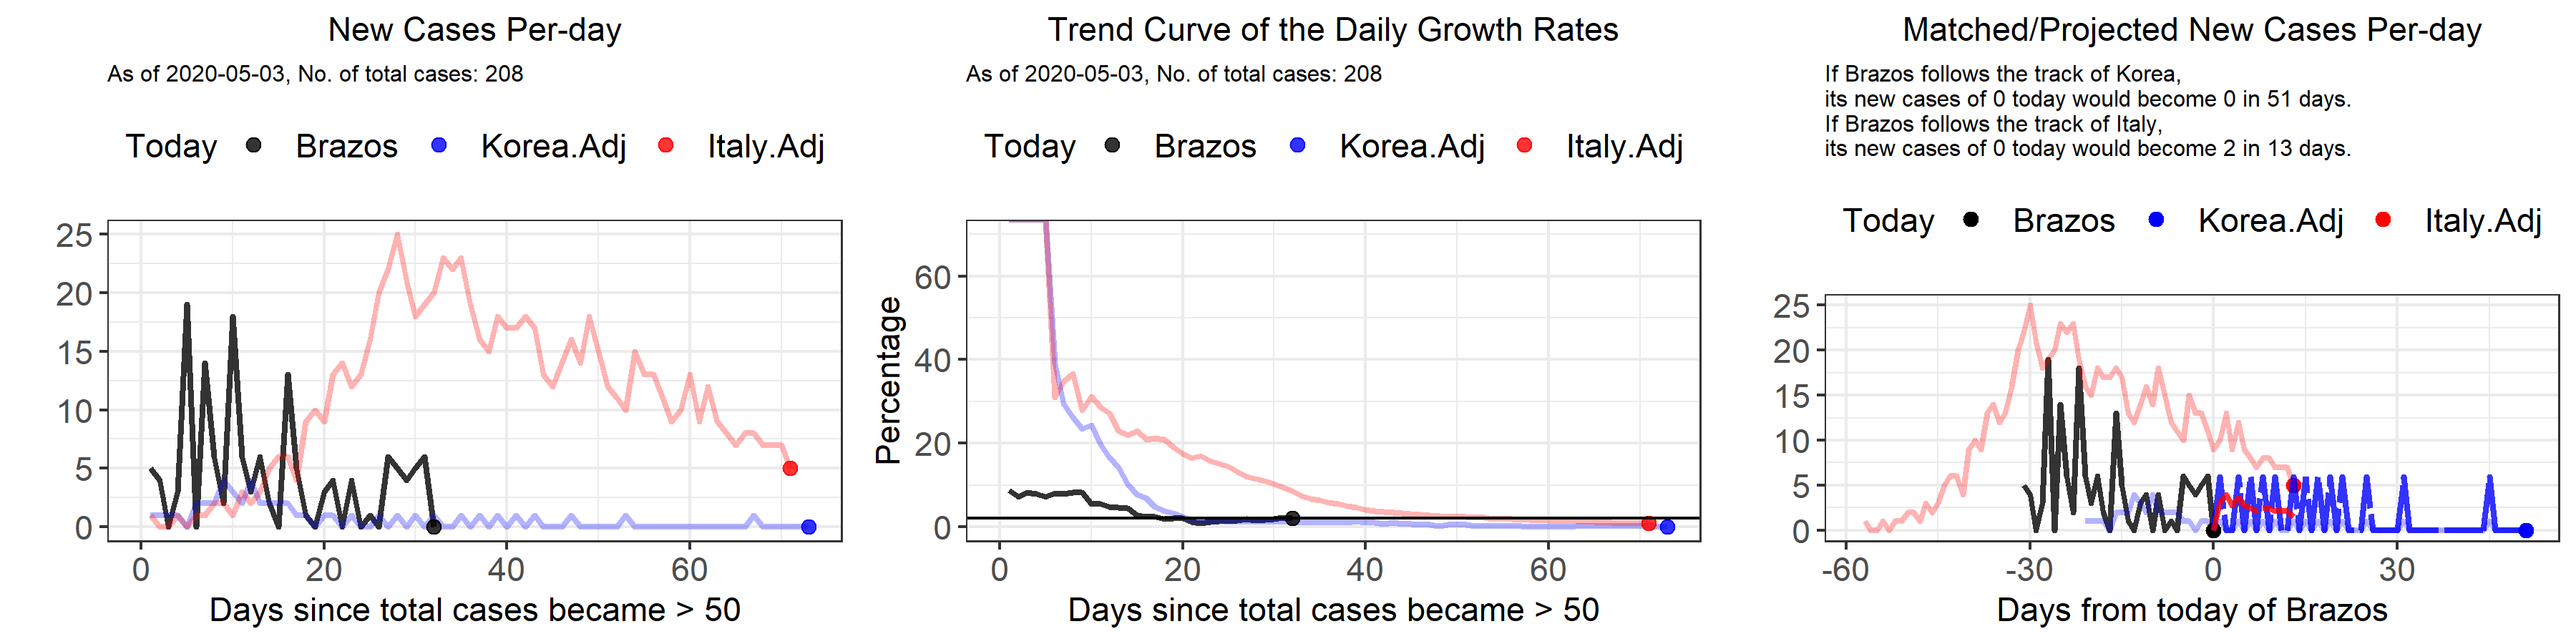 New Cases Per-day
As of 2020-05-03, No. of total cases: 208
Today Brazos Korea.Adj Italy.Adj
25
20
15
10
5
0
0 20 40 60
Days since total cases became > 50
Trend Curve of the Daily Growth Rates
As of 2020-05-03, No. of total cases: 208
Today Brazos Korea.Adj Italy.Adj
Percentage
60
40
20
0
0 20 40 60
Days since total cases became > 50
Matched/Projected New Cases Per-day
If Brazos follows the track of Korea,
its new cases of 0 today would become 0 in 51 days.
If Brazos follows the track of Italy,
its new cases of 0 today would become 2 in 13 days.
Today Brazos Korea.Adj Italy.Adj
25
20
15
10
5
0
-60 -30 0 30
Days from today of Brazos